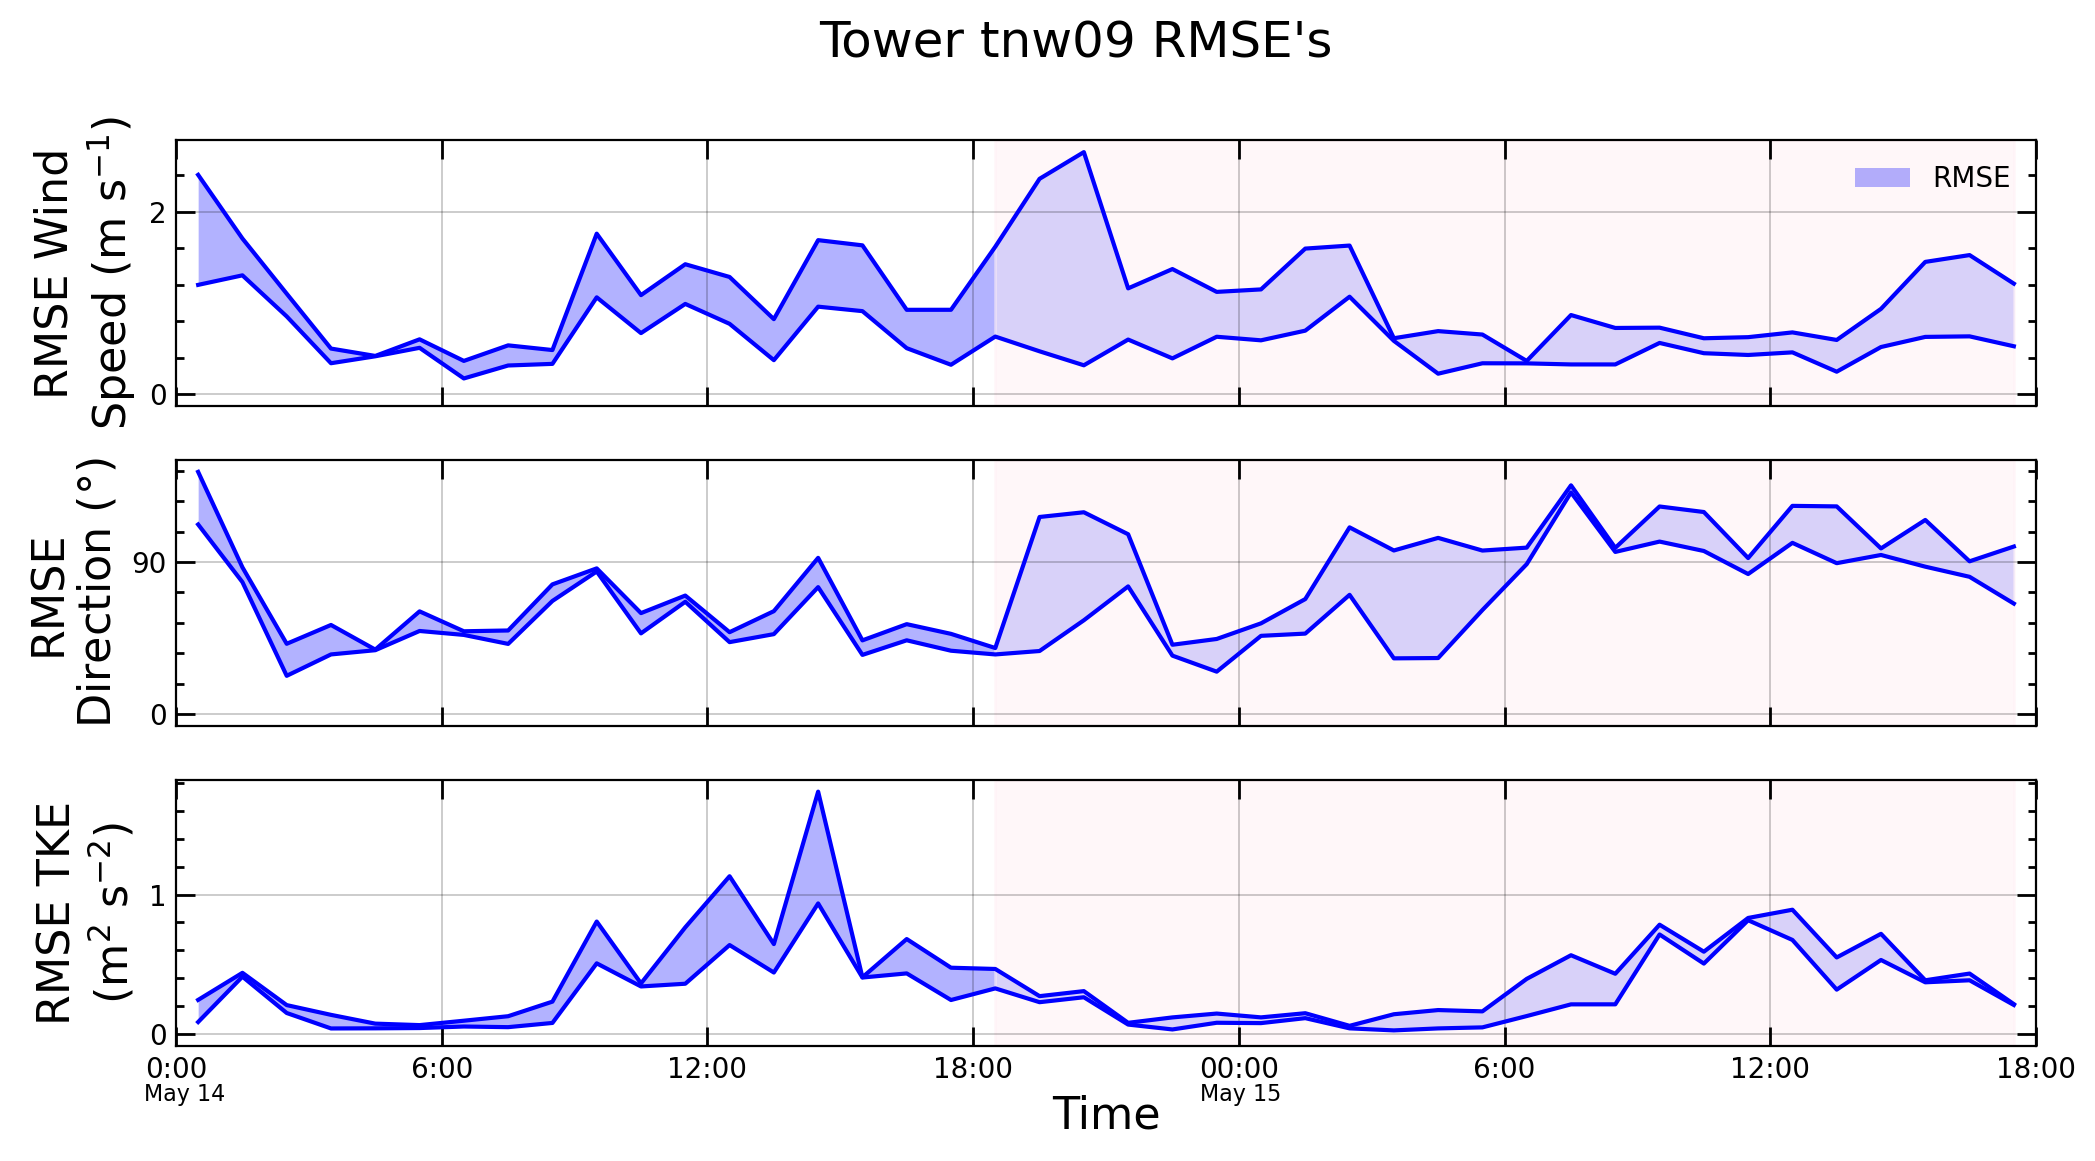 Tower tnw09 RMSE's
RMSE Wind
Speed (m s⁻¹)
2
0
RMSE
RMSE
Direction (°)
90
0
RMSE TKE
(m² s⁻²)
1
0
0:00 6:00 12:00 18:00 00:00 6:00 12:00 18:00
May 14 May 15
Time